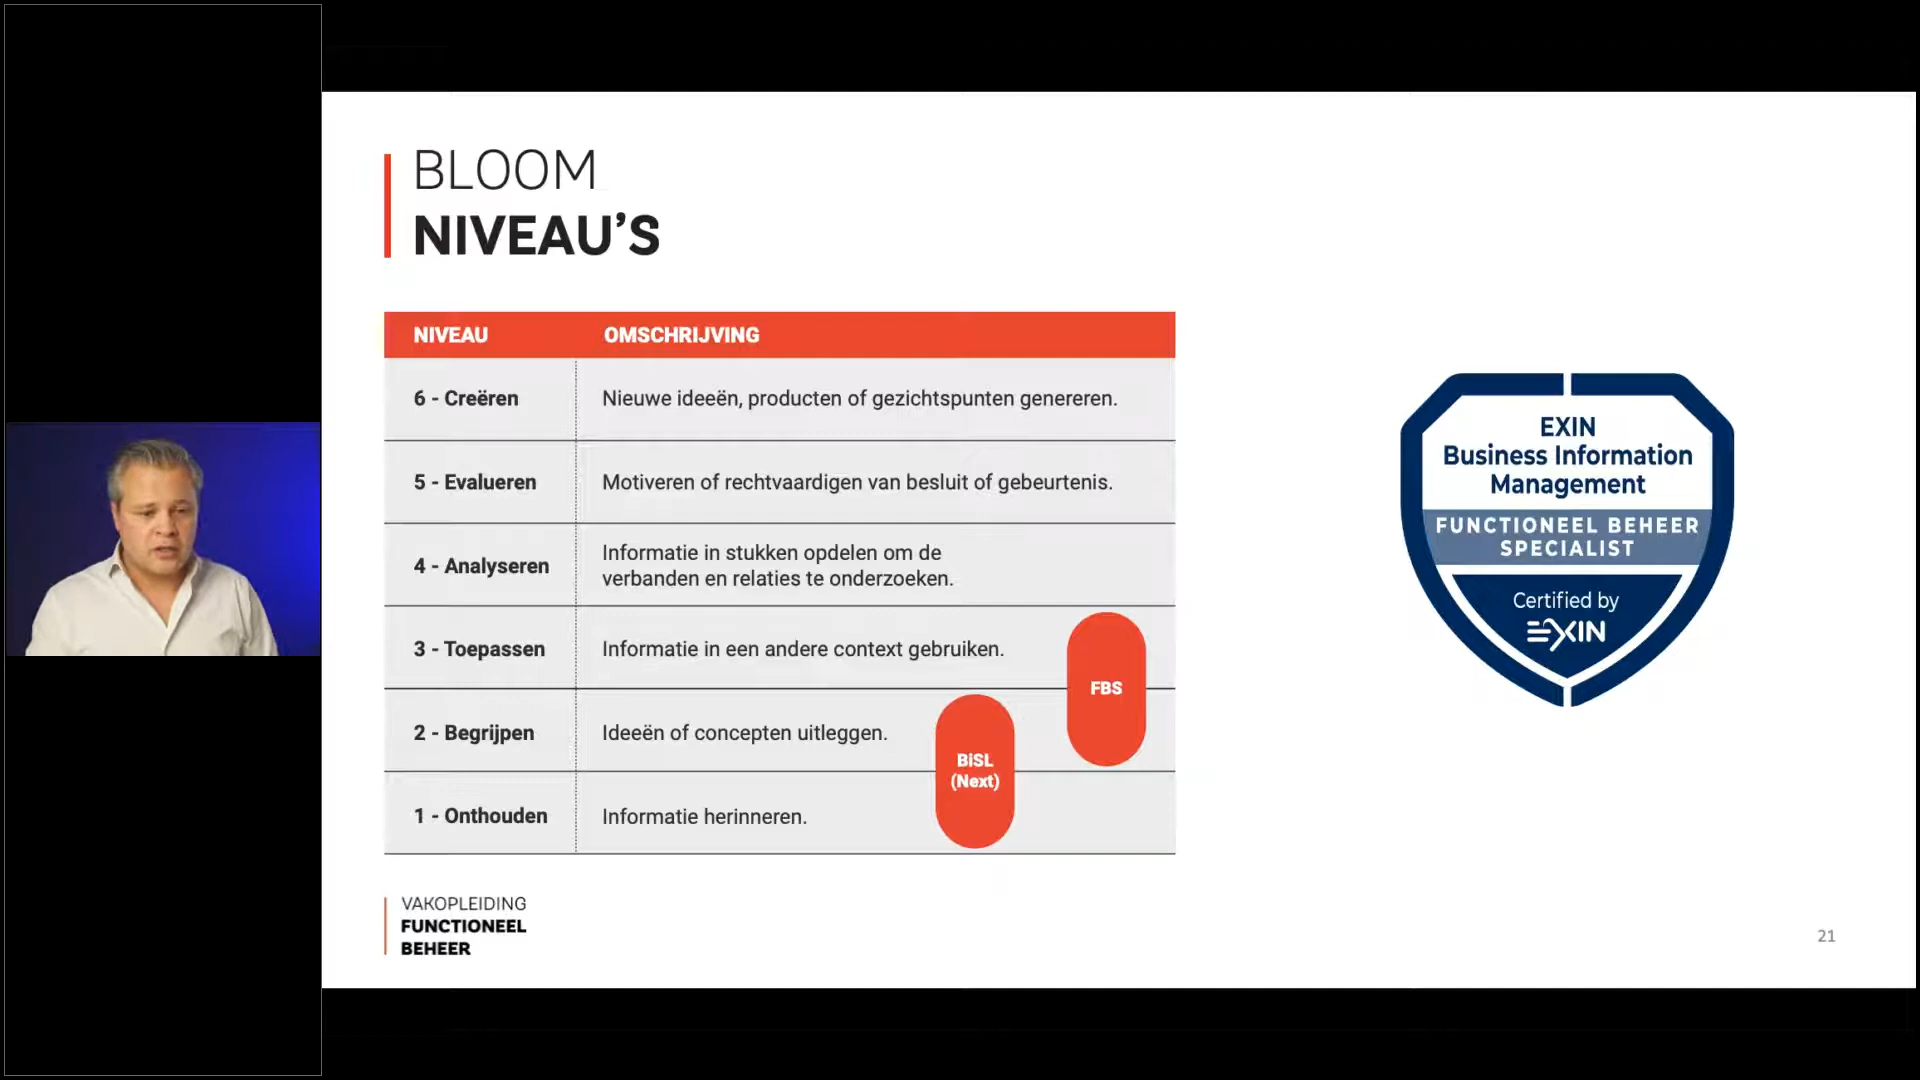 BLOOM
NIVEAU’S
NIVEAU OMSCHRIJVING
6 - Creëren Nieuwe ideeën, producten of gezichtspunten genereren.
5 - Evalueren Motiveren of rechtvaardigen van besluit of gebeurtenis.
4 - Analyseren Informatie in stukken opdelen om de
verbanden en relaties te onderzoeken.
3 - Toepassen Informatie in een andere context gebruiken.
FBS
2 - Begrijpen Ideeën of concepten uitleggen.
BiSL
(Next)
1 - Onthouden Informatie herinneren.
EXIN
Business Information
Management
FUNCTIONEEL BEHEER
SPECIALIST
Certified by
EXIN
VAKOPLEIDING
FUNCTIONEEL
BEHEER
21